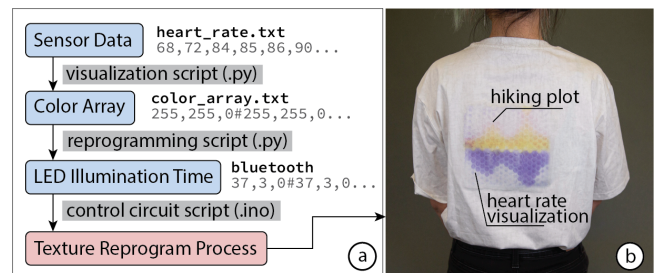 Sensor Data
heart_rate.txt
68,72,84,85,86,90...
visualization script (.py)
Color Array
color_array.txt
255,255,0#255,255,0...
reprogramming script (.py)
LED Illumination Time
bluetooth
37,3,0#37,3,0...
control circuit script (.ino)
Texture Reprogram Process
a
hiking plot
heart rate
visualization
b